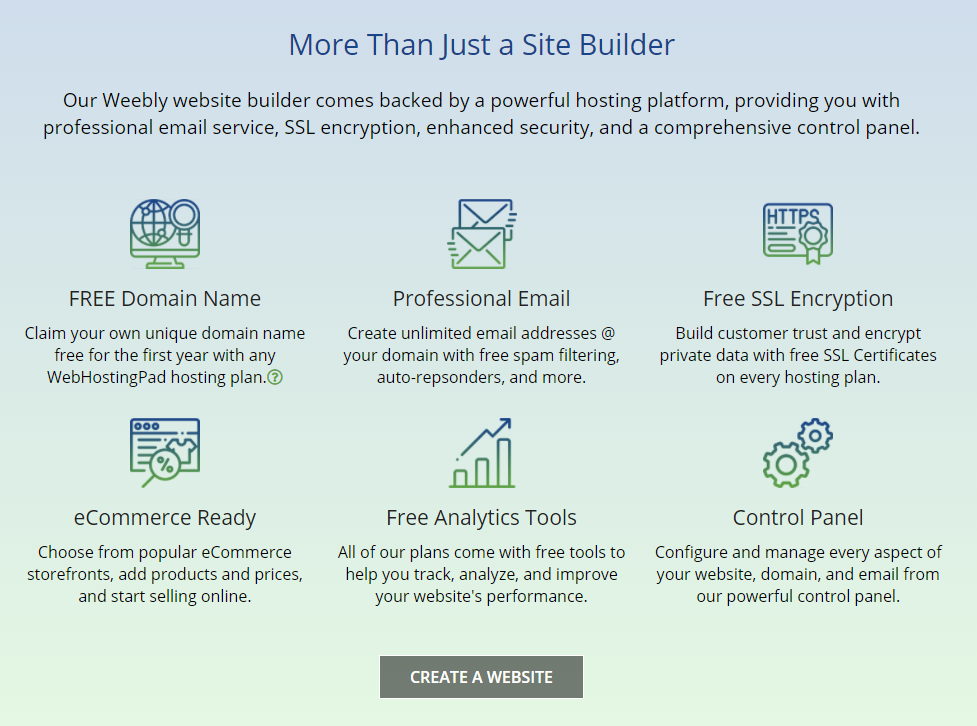 More Than Just a Site Builder
Our Weebly website builder comes backed by a powerful hosting platform, providing you with
professional email service, SSL encryption, enhanced security, and a comprehensive control panel.
HTTPS
FREE Domain Name
Claim your own unique domain name
free for the first year with any
WebHostingPad hosting plan.?
Professional Email
Create unlimited email addresses @
your domain with free spam filtering,
auto-repsonders, and more.
Free SSL Encryption
Build customer trust and encrypt
private data with free SSL Certificates
on every hosting plan.
%
eCommerce Ready
Choose from popular eCommerce
storefronts, add products and prices,
and start selling online.
Free Analytics Tools
All of our plans come with free tools to
help you track, analyze, and improve
your website's performance.
Control Panel
Configure and manage every aspect of
your website, domain, and email from
our powerful control panel.
CREATE A WEBSITE